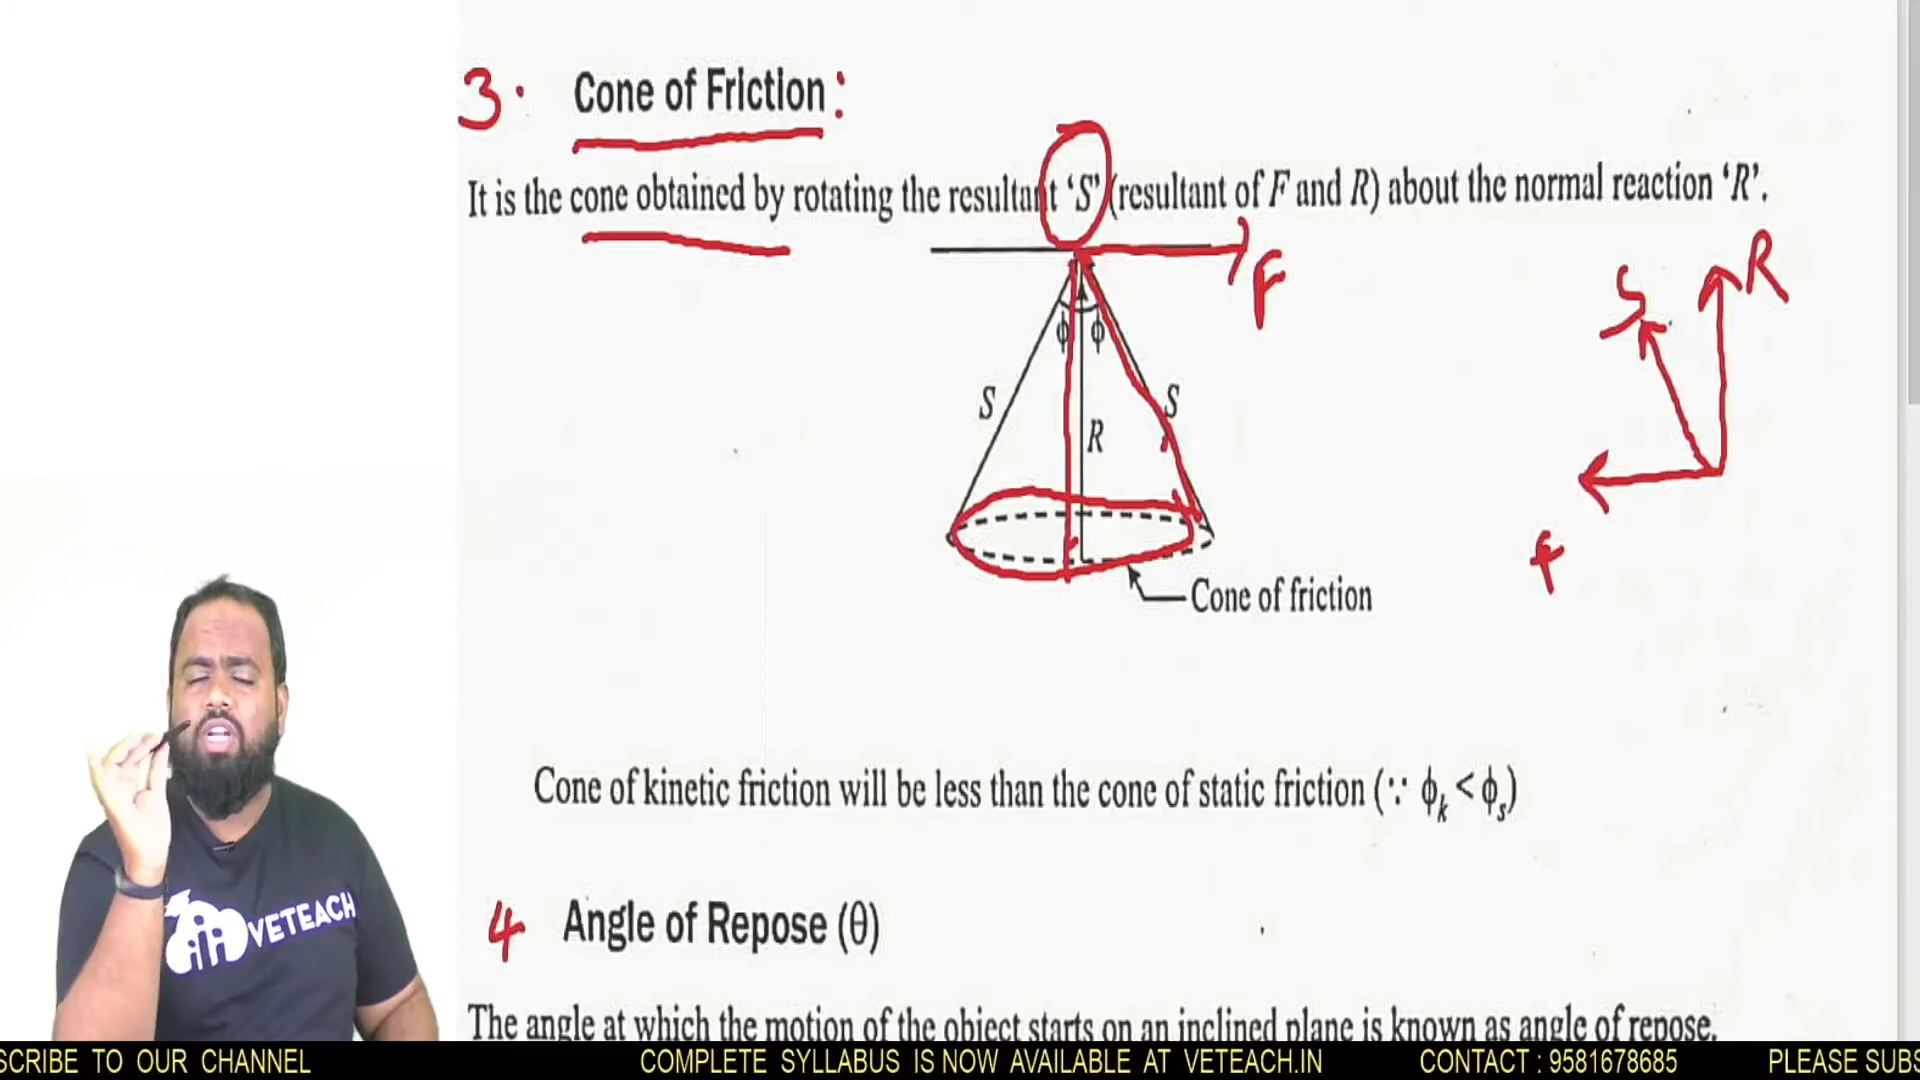 3. Cone of Friction:
It is the cone obtained by rotating the resultant ‘S’ (resultant of F and R) about the normal reaction ‘R’.
F
S R
ϕ ϕ
S S
R
F
Cone of friction
Cone of kinetic friction will be less than the cone of static friction (∵ ϕk < ϕs)
4 Angle of Repose (θ)
VETEACH
The angle at which the motion of the object starts on an inclined plane is known as angle of repose.
SCRIBE TO OUR CHANNEL COMPLETE SYLLABUS IS NOW AVAILABLE AT VETEACH.IN CONTACT : 9581678685 PLEASE SUBS